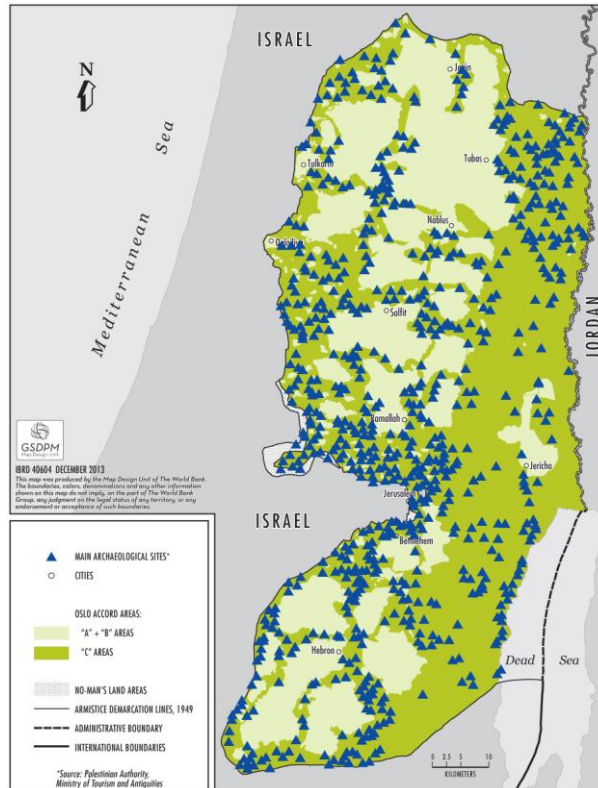 ISRAEL
N
Mediterranean Sea
Jenin
Tulkarm
Tubas
Nablus
Salfit
JORDAN
Ramallah
Jericho
Jerusalem
ISRAEL
Bethlehem
Hebron
Dead Sea
GSDPM
Map Design Unit
IBRD 40604 DECEMBER 2013
This map was produced by the Map Design Unit of The World Bank.
The boundaries, colors, denominations and any other information
shown on this map do not imply, on the part of The World Bank
Group, any judgment on the legal status of any territory, or any
endorsement or acceptance of such boundaries.
MAIN ARCHAEOLOGICAL SITES*
CITIES
OSLO ACCORD AREAS:
"A" + "B" AREAS
"C" AREAS
NO-MAN'S LAND AREAS
ARMISTICE DEMARCATION LINES, 1949
ADMINISTRATIVE BOUNDARY
INTERNATIONAL BOUNDARIES
*Source: Palestinian Authority,
Ministry of Tourism and Antiquities
0 2.5 5 10
KILOMETERS